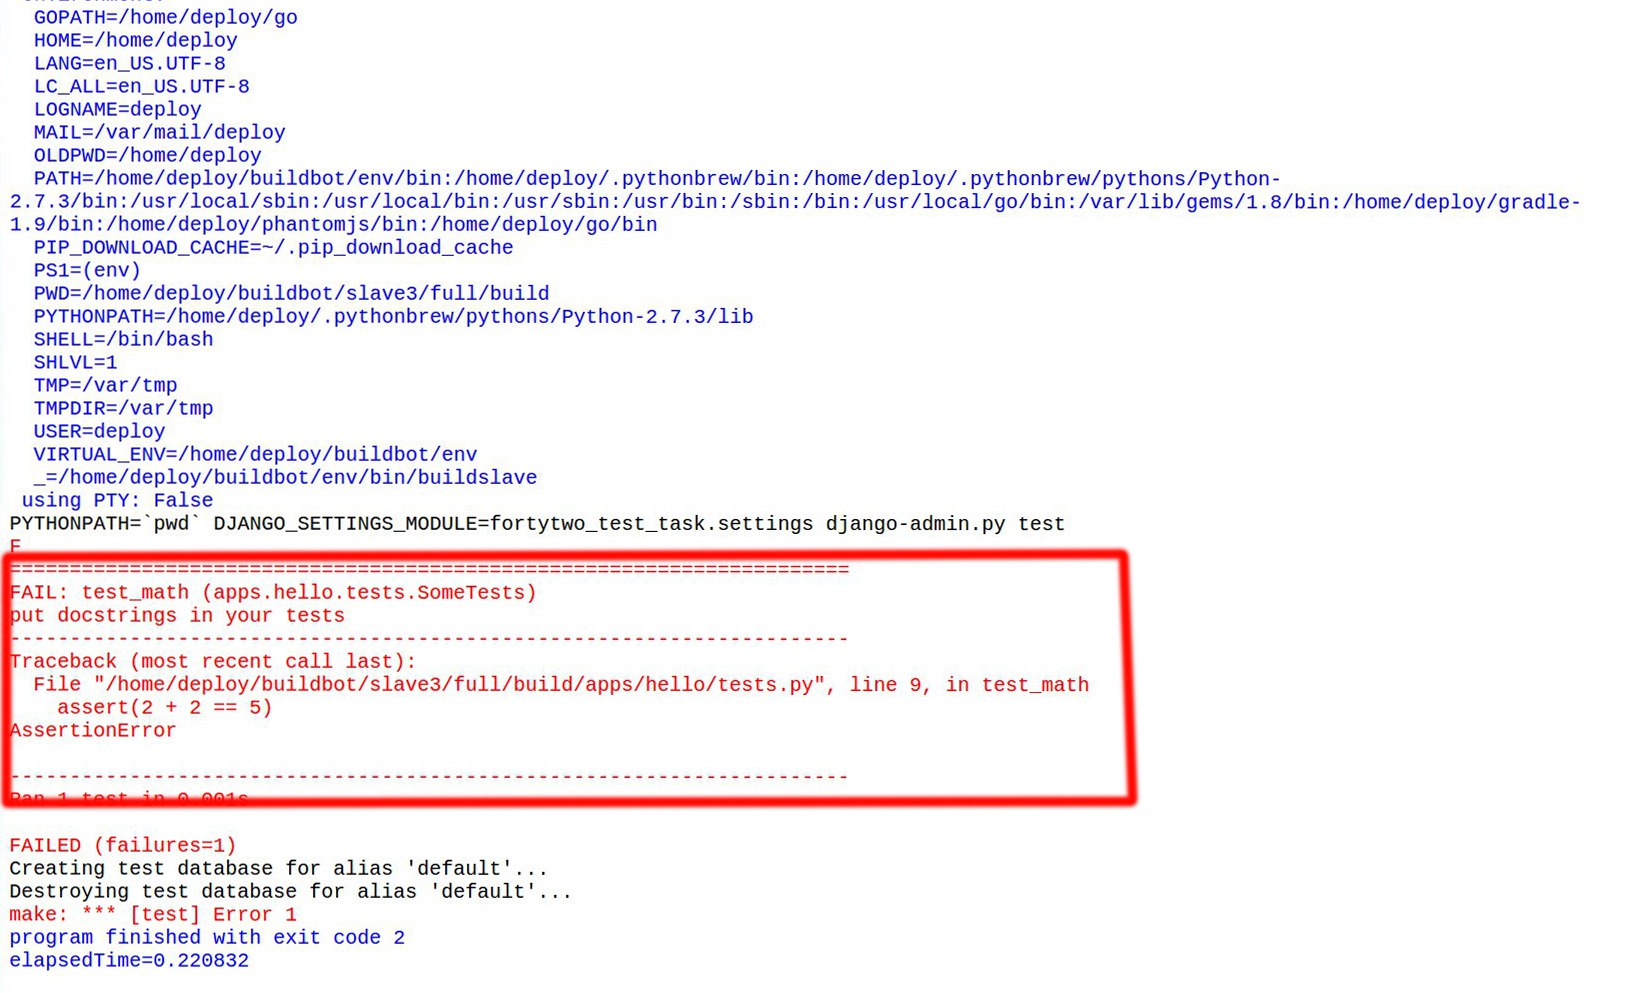 GOPATH=/home/deploy/go
HOME=/home/deploy
LANG=en_US.UTF-8
LC_ALL=en_US.UTF-8
LOGNAME=deploy
MAIL=/var/mail/deploy
OLDPWD=/home/deploy
PATH=/home/deploy/buildbot/env/bin:/home/deploy/.pythonbrew/bin:/home/deploy/.pythonbrew/pythons/Python-
2.7.3/bin:/usr/local/sbin:/usr/local/bin:/usr/sbin:/usr/bin:/sbin:/bin:/usr/local/go/bin:/var/lib/gems/1.8/bin:/home/deploy/gradle-
1.9/bin:/home/deploy/phantomjs/bin:/home/deploy/go/bin
PIP_DOWNLOAD_CACHE=~/.pip_download_cache
PS1=(env)
PWD=/home/deploy/buildbot/slave3/full/build
PYTHONPATH=/home/deploy/.pythonbrew/pythons/Python-2.7.3/lib
SHELL=/bin/bash
SHLVL=1
TMP=/var/tmp
TMPDIR=/var/tmp
USER=deploy
VIRTUAL_ENV=/home/deploy/buildbot/env
_=/home/deploy/buildbot/env/bin/buildslave
using PTY: False
PYTHONPATH=`pwd` DJANGO_SETTINGS_MODULE=fortytwo_test_task.settings django-admin.py test
F
======================================================================
FAIL: test_math (apps.hello.tests.SomeTests)
put docstrings in your tests
----------------------------------------------------------------------
Traceback (most recent call last):
File "/home/deploy/buildbot/slave3/full/build/apps/hello/tests.py", line 9, in test_math
assert(2 + 2 == 5)
AssertionError
----------------------------------------------------------------------
Ran 1 test in 0.001s
FAILED (failures=1)
Creating test database for alias 'default'...
Destroying test database for alias 'default'...
make: *** [test] Error 1
program finished with exit code 2
elapsedTime=0.220832